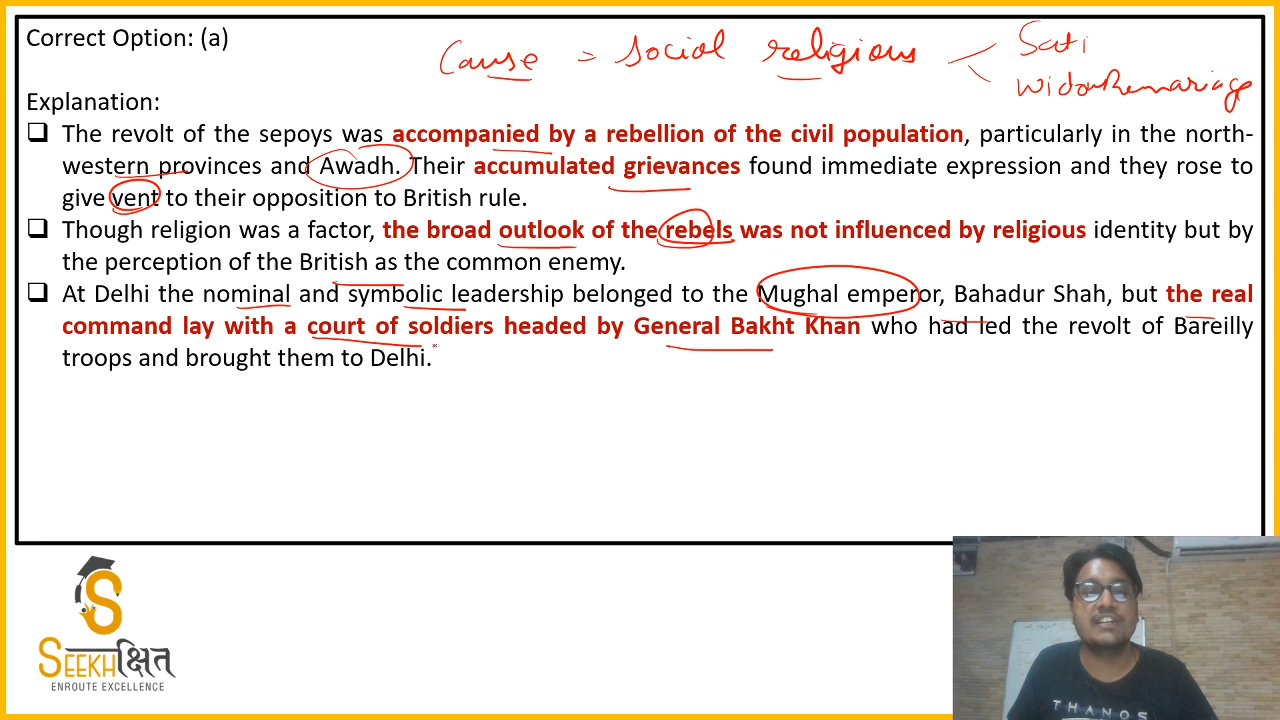 Correct Option: (a)
Cause = Social religious
Sati
Widow Remarriage
Explanation:
❑ The revolt of the sepoys was accompanied by a rebellion of the civil population, particularly in the north-
western provinces and Awadh. Their accumulated grievances found immediate expression and they rose to
give vent to their opposition to British rule.
❑ Though religion was a factor, the broad outlook of the rebels was not influenced by religious identity but by
the perception of the British as the common enemy.
❑ At Delhi the nominal and symbolic leadership belonged to the Mughal emperor, Bahadur Shah, but the real
command lay with a court of soldiers headed by General Bakht Khan who had led the revolt of Bareilly
troops and brought them to Delhi.
S
SEEKHक्षित
ENROUTE EXCELLENCE
THANOS